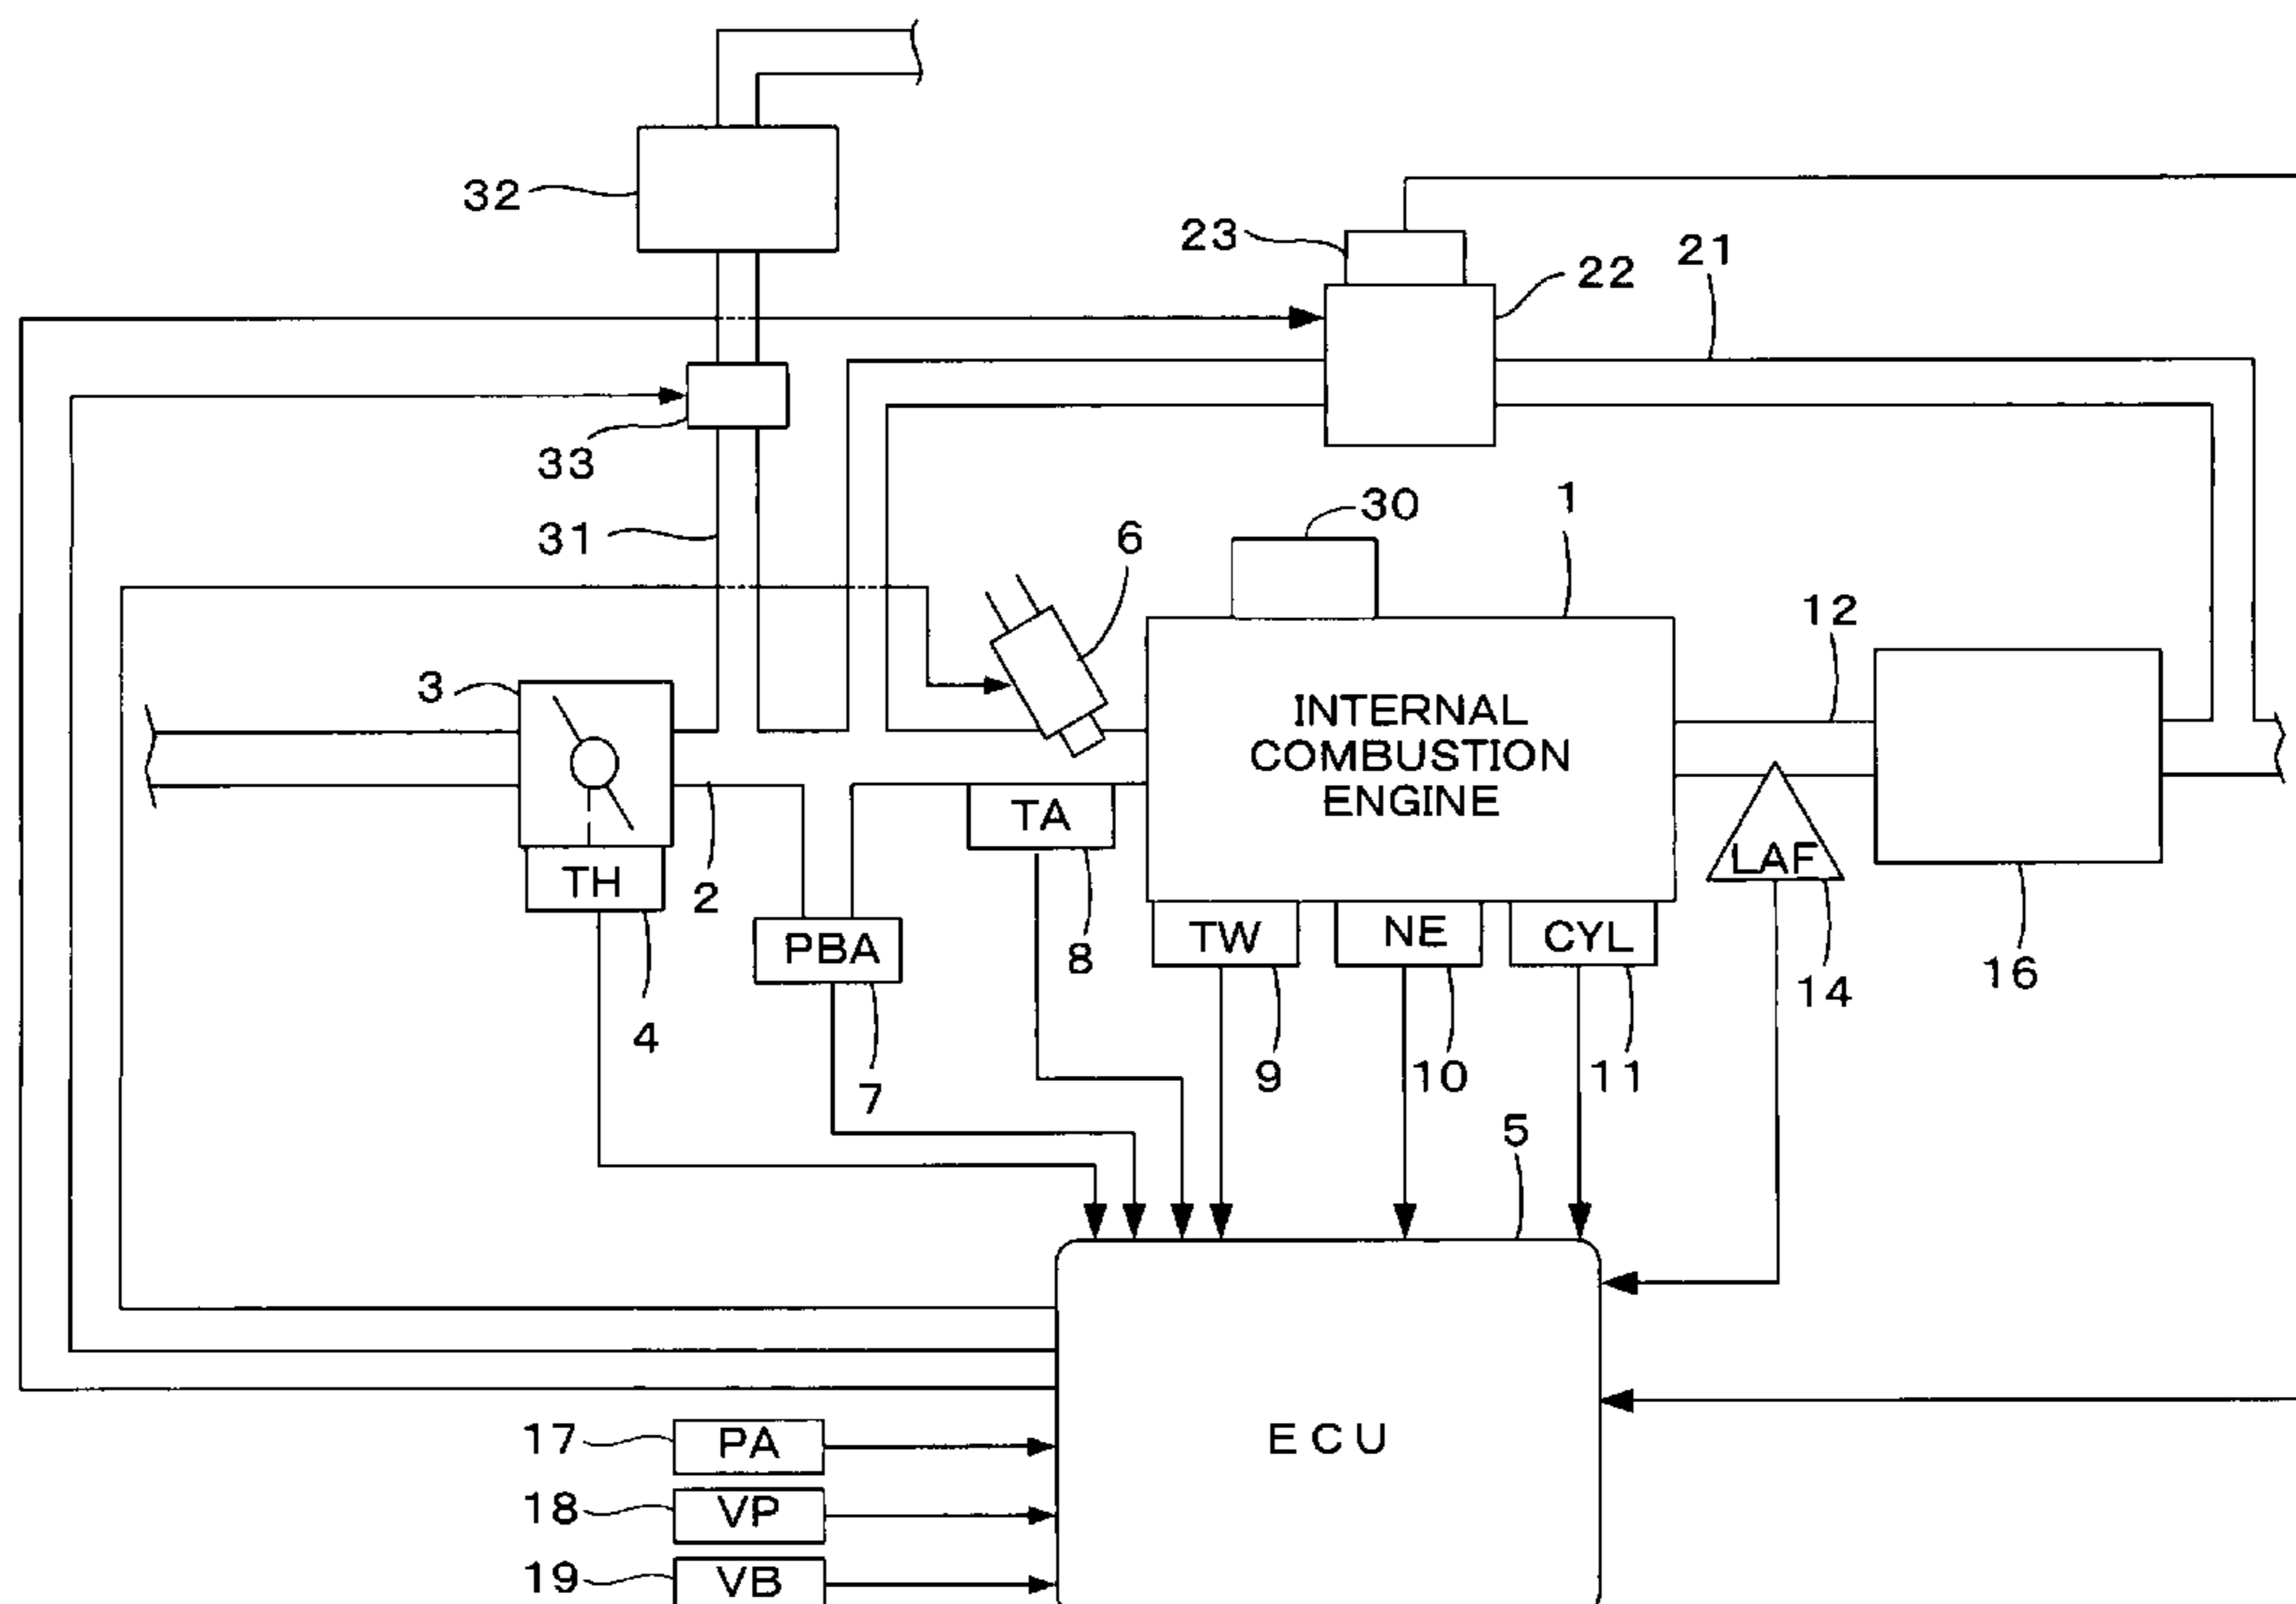 32
23
22
21
33
31
6
30
1
12
3
INTERNAL
COMBUSTION
ENGINE
TH
2
TA
LAF
PBA
8
TW
NE
CYL
14
16
4
7
9
10
11
5
17
PA
ECU
18
VP
19
VB